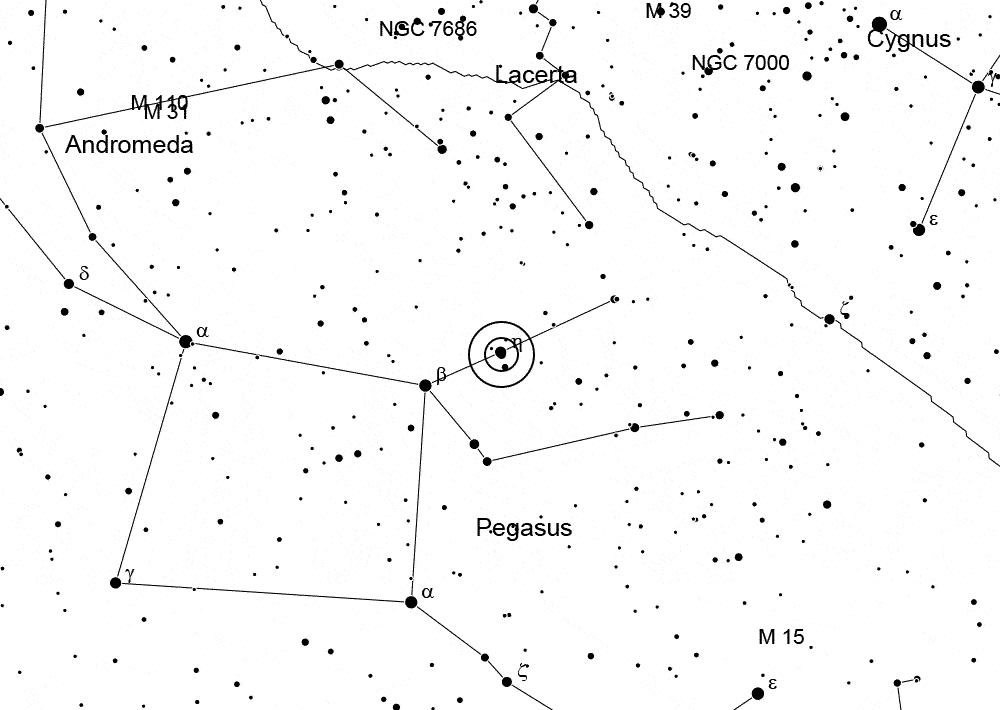 M 39
α
NGC 7686
Cygnus
NGC 7000
Lacerta
γ
M 110
M 31
Andromeda
ε
δ
ζ
α
η
β
Pegasus
γ
α
M 15
ζ
ε